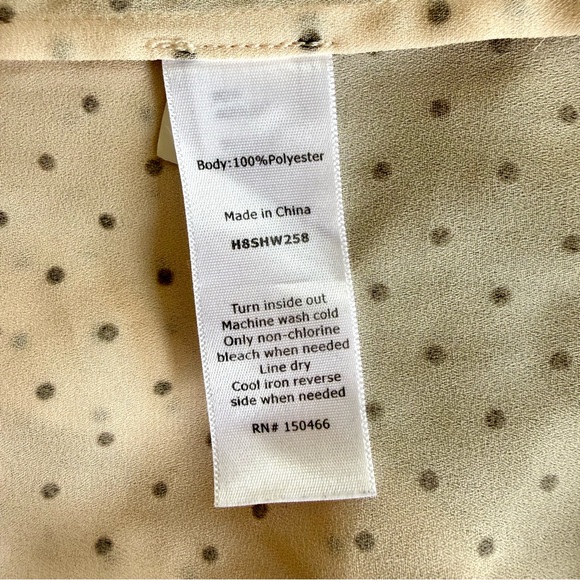 Body:100%Polyester
Made in China
H8SHW258
Turn inside out
Machine wash cold
Only non-chlorine
bleach when needed
Line dry
Cool iron reverse
side when needed
RN# 150466